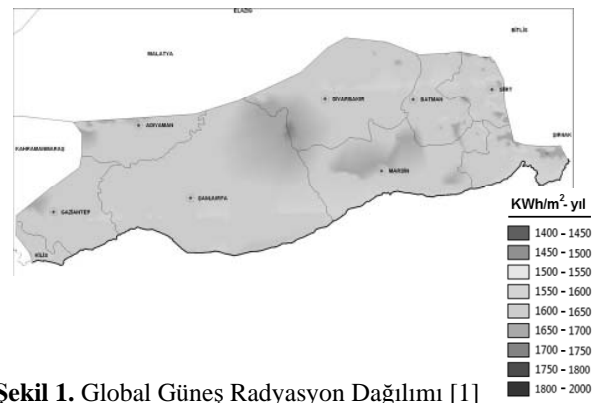 ELAZIG
BİTLİS
MALATYA
DİYARBAKIR
BATMAN
SİİRT
ADIYAMAN
ŞIRNAK
KAHRAMANMARAŞ
MARDİN
ŞANLIURFA
GAZİANTEP
KİLİS
KWh/m²- yıl
1400 - 1450
1450 - 1500
1500 - 1550
1550 - 1600
1600 - 1650
1650 - 1700
1700 - 1750
1750 - 1800
1800 - 2000
Şekil 1. Global Güneş Radyasyon Dağılımı [1]